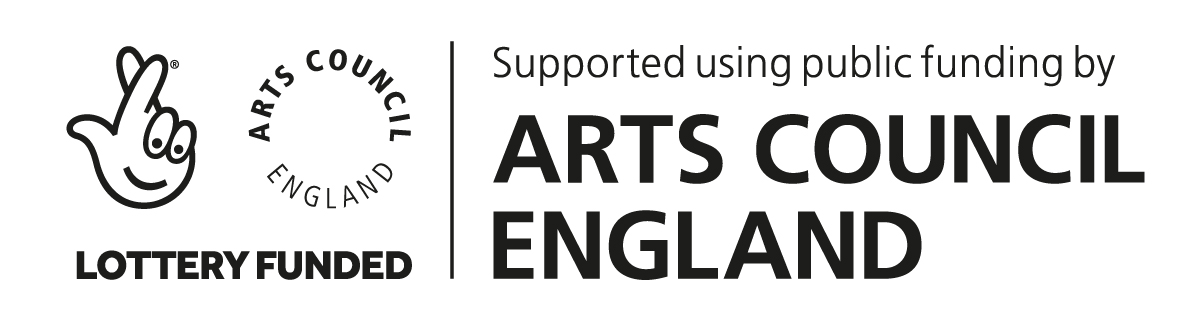 ®
ARTS COUNCIL
ENGLAND
LOTTERY FUNDED
Supported using public funding by
ARTS COUNCIL
ENGLAND